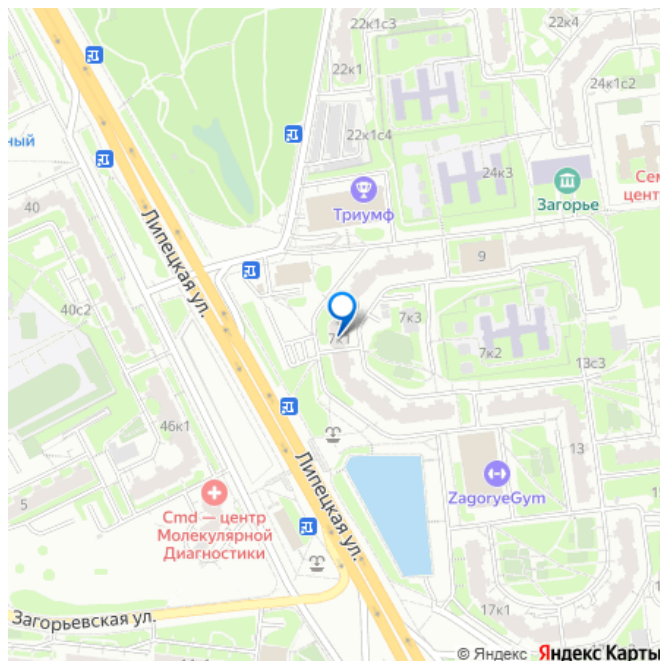 22к1с3
22к4
22к1
24к1с2
22к1с4
ный
24к3
Сем
цент
Триумф
Загорье
40
Липецкая ул.
9
40с2
7к3
7к1
7к2
13с3
46к1
13
Липецкая ул.
ZagoryeGym
5
Cmd — центр
Молекулярной
Диагностики
17к1
Загорьевская ул.
© Яндекс Яндекс Карты